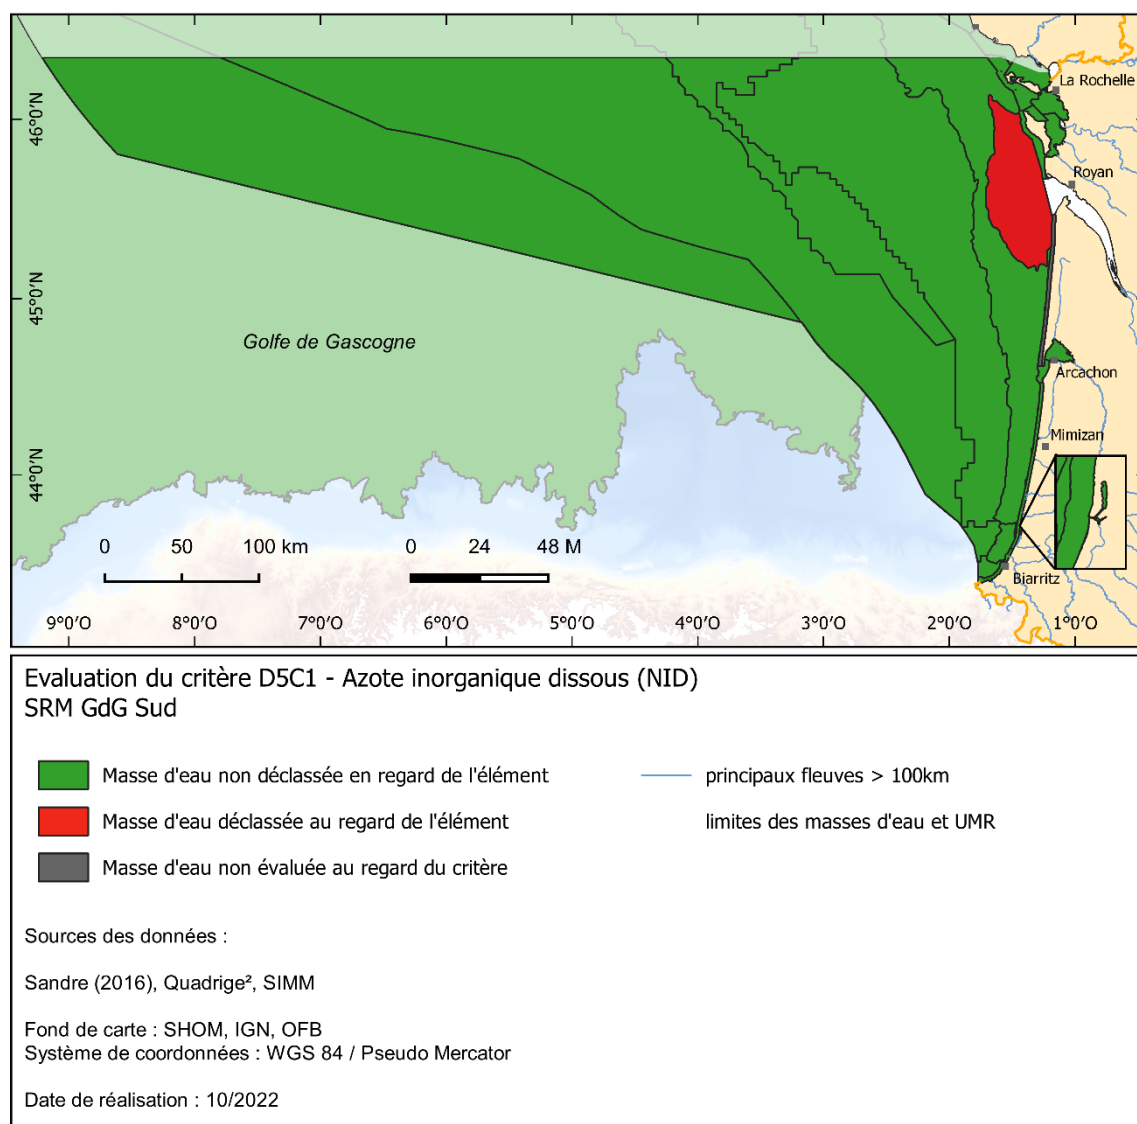 La Rochelle
46°0'N
Royan
45°0'N
Golfe de Gascogne
Arcachon
Mimizan
44°0'N
0 50 100 km
0 24 48 M
Biarritz
9°0'O 8°0'O 7°0'O 6°0'O 5°0'O 4°0'O 3°0'O 2°0'O 1°0'O
Evaluation du critère D5C1 - Azote inorganique dissous (NID)
SRM GdG Sud
Masse d'eau non déclassée en regard de l'élément
principaux fleuves > 100km
Masse d'eau déclassée au regard de l'élément
limites des masses d'eau et UMR
Masse d'eau non évaluée au regard du critère
Sources des données :
Sandre (2016), Quadrige², SIMM
Fond de carte : SHOM, IGN, OFB
Système de coordonnées : WGS 84 / Pseudo Mercator
Date de réalisation : 10/2022